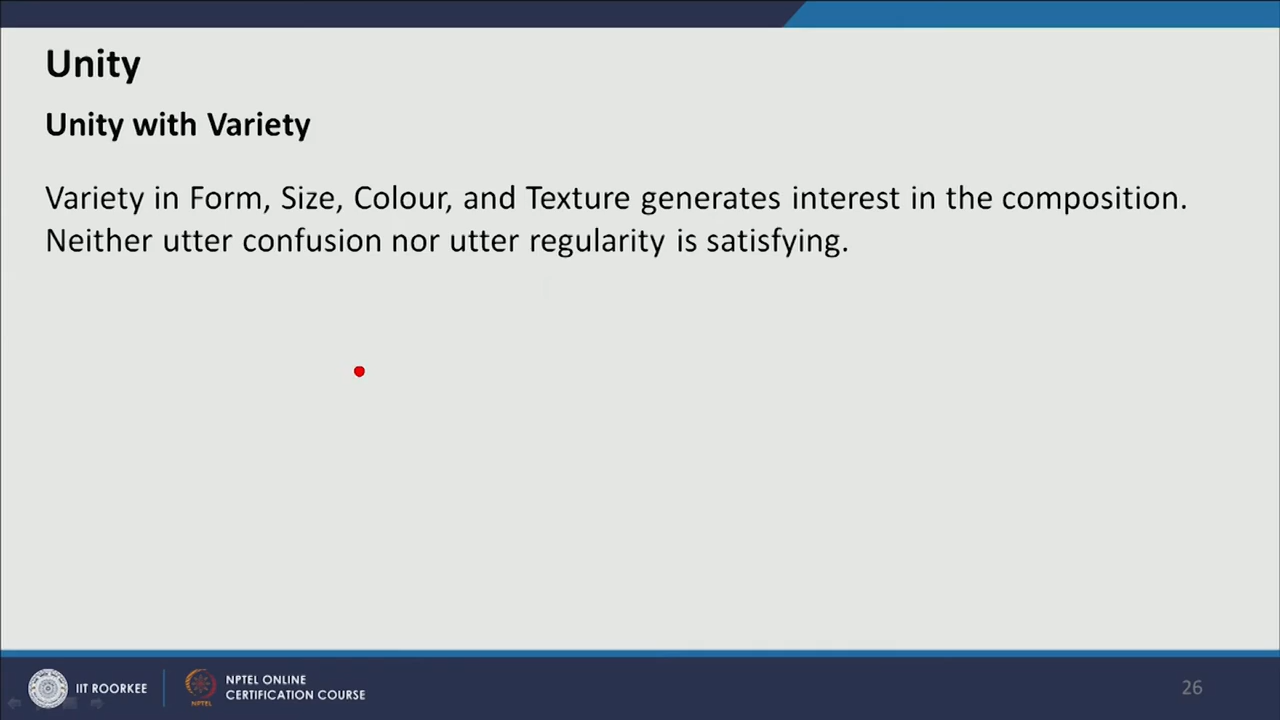 Unity
Unity with Variety
Variety in Form, Size, Colour, and Texture generates interest in the composition.
Neither utter confusion nor utter regularity is satisfying.
IIT ROORKEE
NPTEL
NPTEL ONLINE
CERTIFICATION COURSE
26